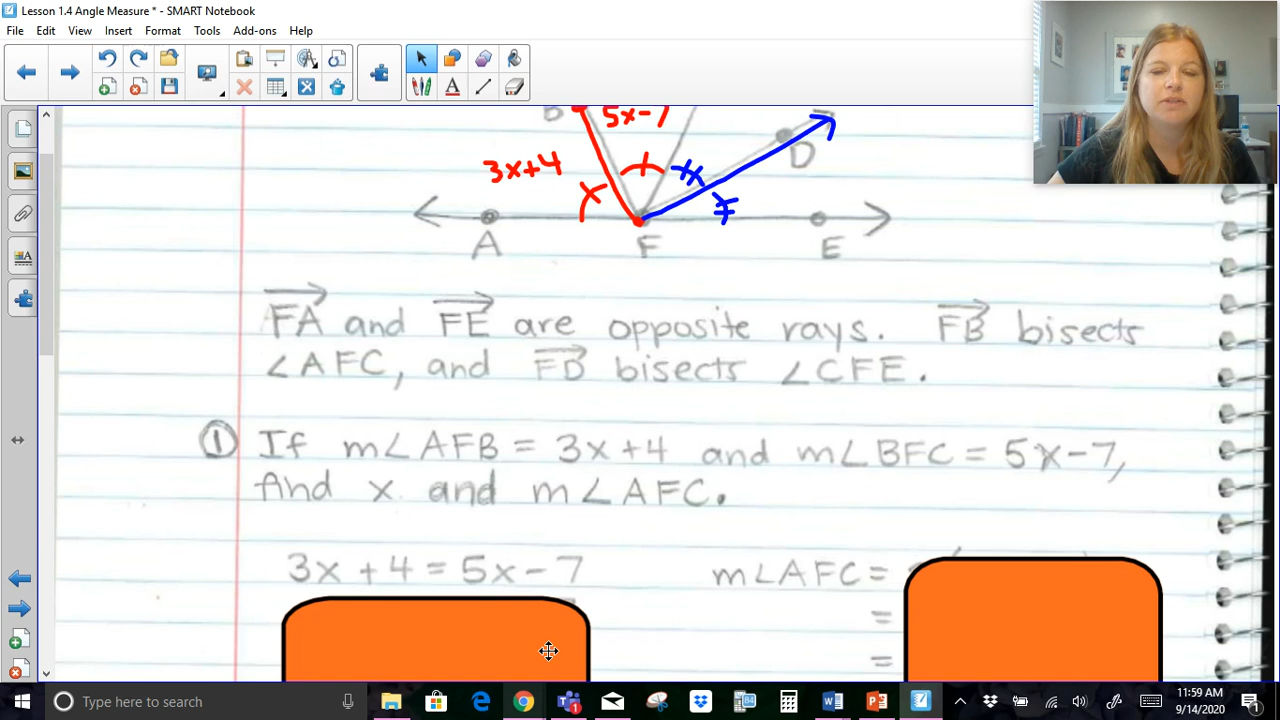 Lesson 1.4 Angle Measure * - SMART Notebook
File Edit View Insert Format Tools Add-ons Help
B 5x-7
3x+4
D
A F E
FA and FE are opposite rays. FB bisects
∠AFC, and FD bisects ∠CFE.
① If m∠AFB = 3x+4 and m∠BFC = 5x-7,
find x and m∠AFC.
3x+4=5x-7 m∠AFC=
=
=
Type here to search
11:59 AM
9/14/2020